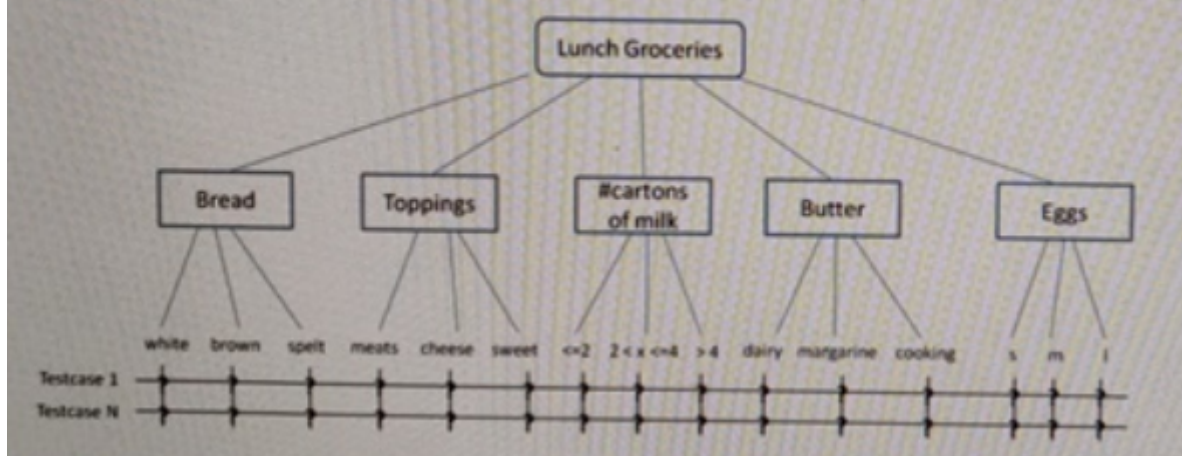 Lunch Groceries
Bread
Toppings
#cartons
of milk
Butter
Eggs
white brown spelt meats cheese sweet <=2 2 < x <=4 > 4 dairy margarine cooking s m l
Testcase 1
Testcase N